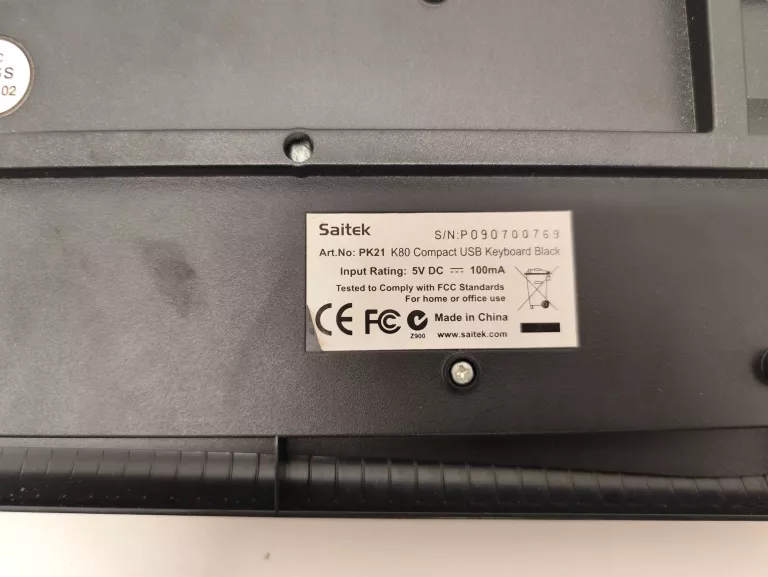 C
S
02
Saitek
S/N:P090700769
Art.No: PK21 K80 Compact USB Keyboard Black
Input Rating: 5V DC ⎓ 100mA
Tested to Comply with FCC Standards
For home or office use
CE FC Made in China
Z900 www.saitek.com